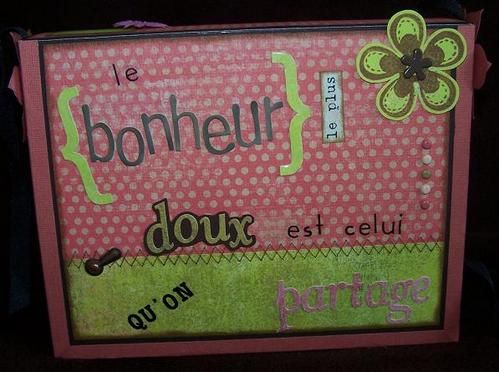 le
{bonheur}
le plus
doux est celui
QU'ON
partage